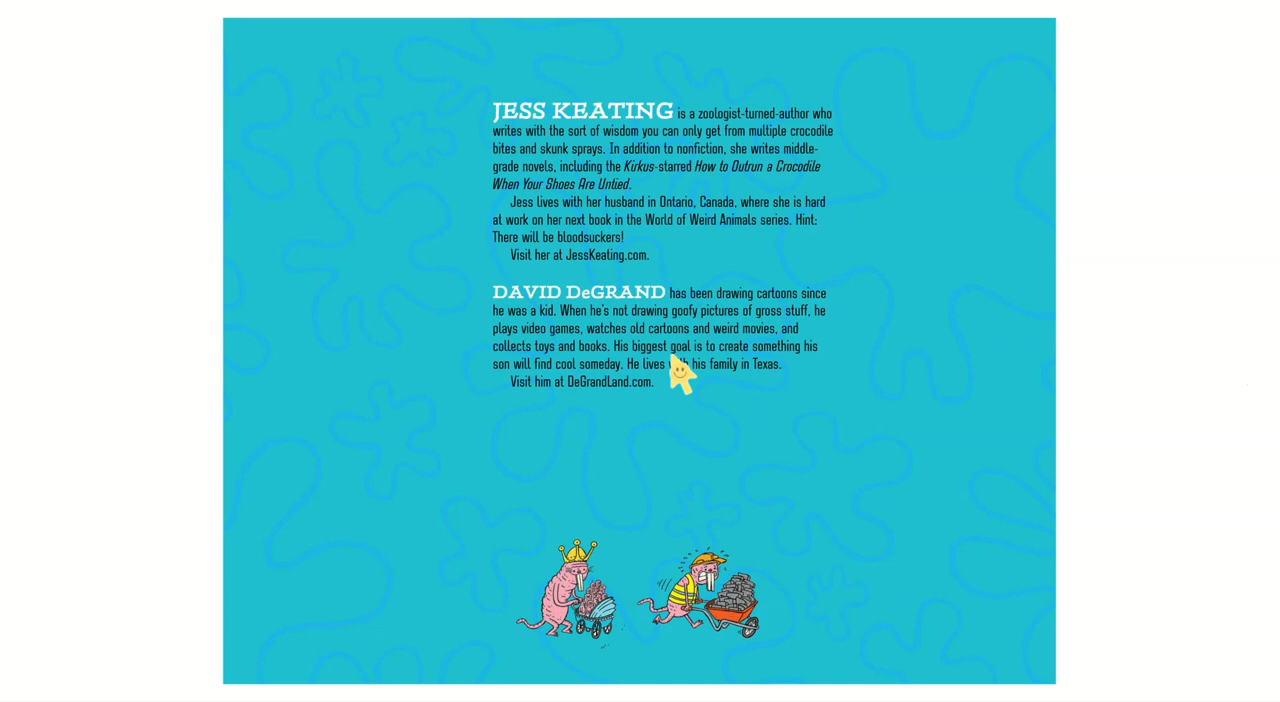 JESS KEATING is a zoologist-turned-author who
writes with the sort of wisdom you can only get from multiple crocodile
bites and skunk sprays. In addition to nonfiction, she writes middle-
grade novels, including the Kirkus-starred How to Outrun a Crocodile
When Your Shoes Are Untied.
Jess lives with her husband in Ontario, Canada, where she is hard
at work on her next book in the World of Weird Animals series. Hint:
There will be bloodsuckers!
Visit her at JessKeating.com.
DAVID DeGRAND has been drawing cartoons since
he was a kid. When he's not drawing goofy pictures of gross stuff, he
plays video games, watches old cartoons and weird movies, and
collects toys and books. His biggest goal is to create something his
son will find cool someday. He lives with his family in Texas.
Visit him at DeGrandLand.com.